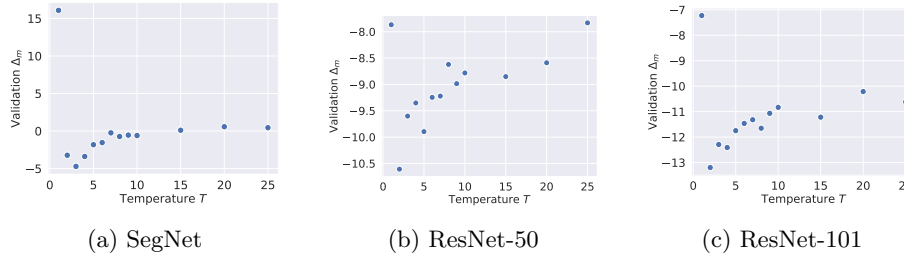 15
10
5
0
−5
Validation Δm
0 5 10 15 20 25
Temperature T
(a) SegNet
−8.0
−8.5
−9.0
−9.5
−10.0
−10.5
Validation Δm
0 5 10 15 20 25
Temperature T
(b) ResNet-50
−7
−8
−9
−10
−11
−12
−13
Validation Δm
0 5 10 15 20 25
Temperature T
(c) ResNet-101